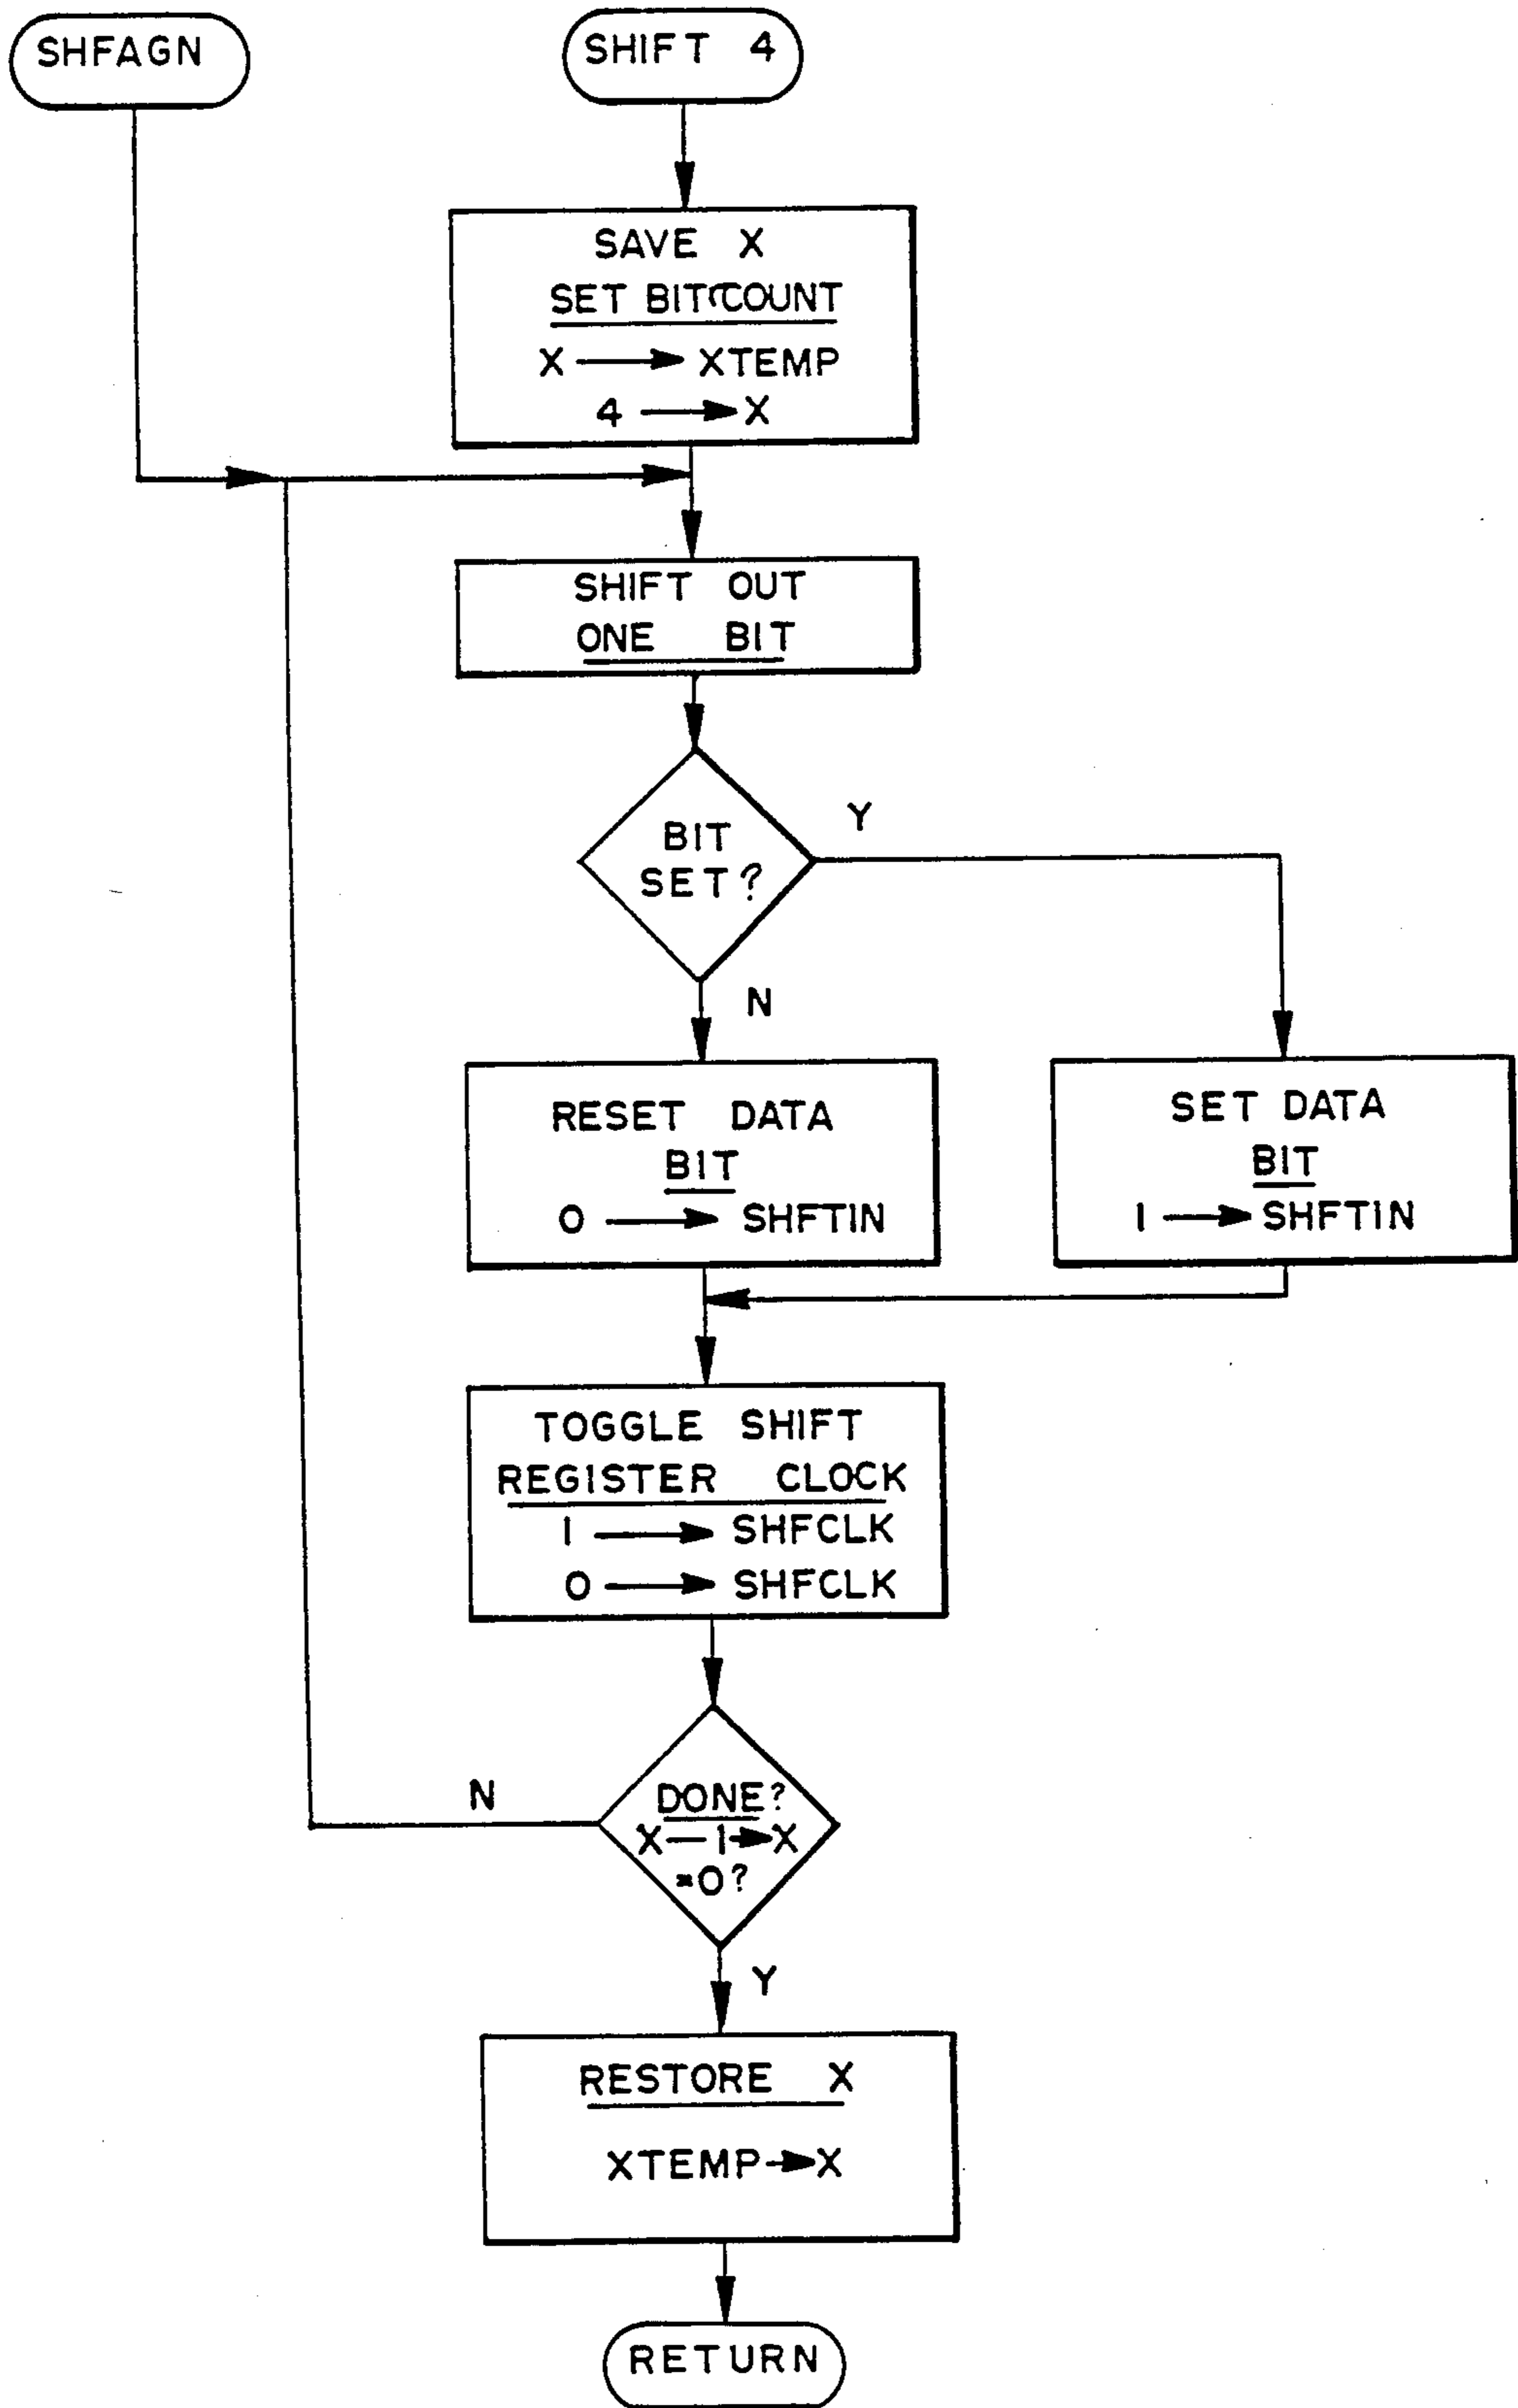 SHFAGN
SHIFT 4
SAVE X
SET BIT COUNT
X → XTEMP
4 → X
SHIFT OUT
ONE BIT
BIT
SET?
Y
N
RESET DATA
BIT
0 → SHFTIN
SET DATA
BIT
1 → SHFTIN
TOGGLE SHIFT
REGISTER CLOCK
1 → SHFCLK
0 → SHFCLK
DONE?
X — 1 → X
=0?
N
Y
RESTORE X
XTEMP → X
RETURN